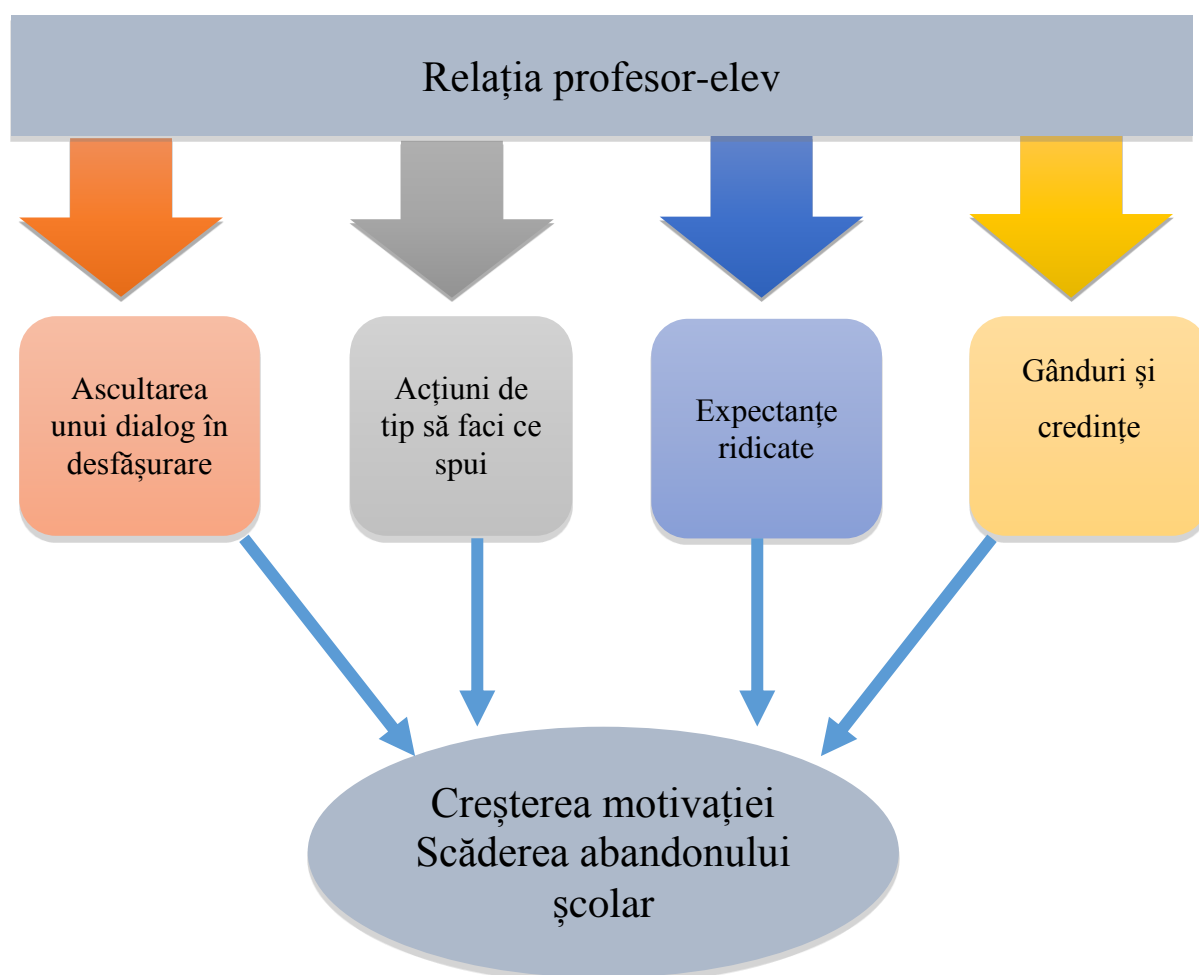 Relația profesor-elev
Ascultarea
unui dialog în
desfășurare
Acțiuni de
tip să faci ce
spui
Expectanțe
ridicate
Gânduri și
credințe
Creșterea motivației
Scăderea abandonului
școlar